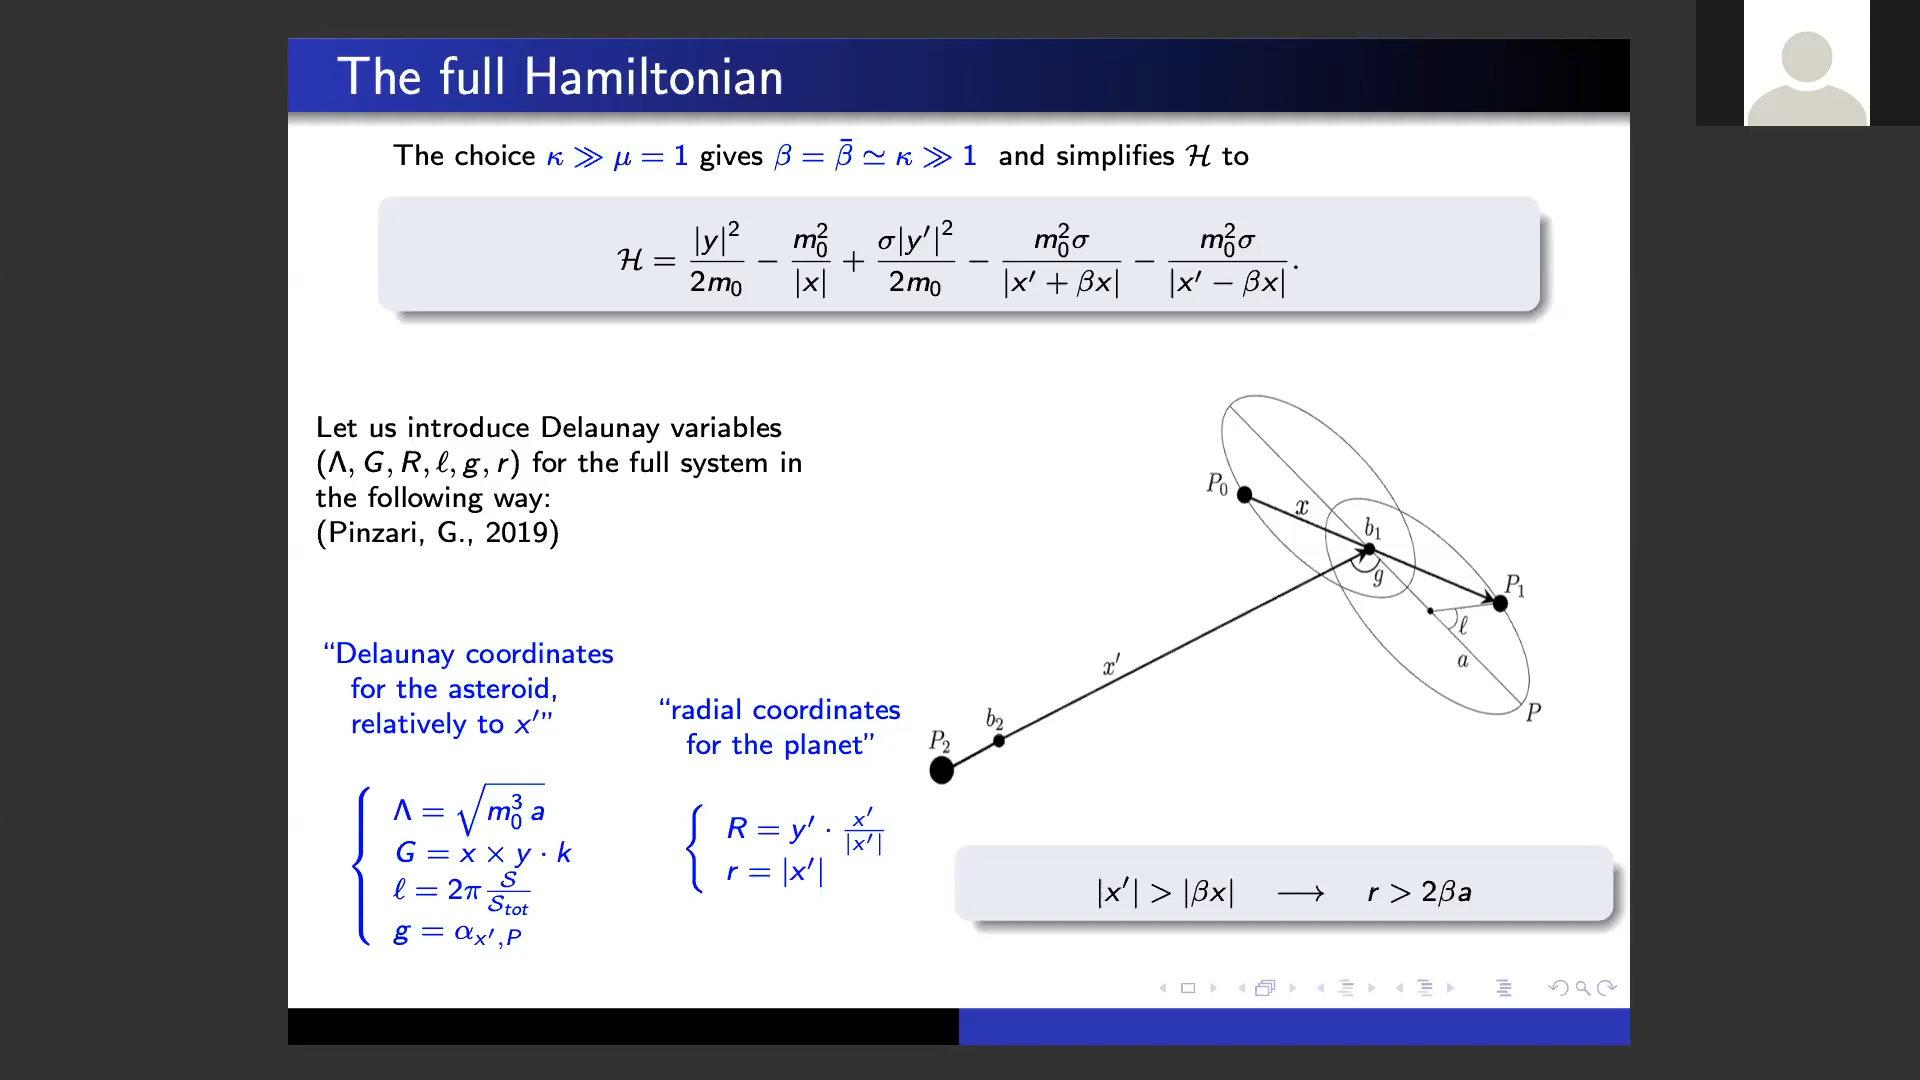 The full Hamiltonian
The choice κ ≫ μ = 1 gives β = β̄ ≃ κ ≫ 1 and simplifies ℋ to
ℋ = |y|²/2m₀ − m₀²/|x| + σ|y′|²/2m₀ − m₀²σ/|x′ + βx| − m₀²σ/|x′ − βx|.
Let us introduce Delaunay variables
(Λ, G, R, ℓ, g, r) for the full system in
the following way:
(Pinzari, G., 2019)
“Delaunay coordinates
for the asteroid,
relatively to x′”
Λ = √(m₀³ a)
G = x × y · k
ℓ = 2π 𝒮/𝒮_tot
g = α_{x′,P}
“radial coordinates
for the planet”
R = y′ · x′/|x′|
r = |x′|
P₀
x
b₁
g
P₁
ℓ
a
P
x′
b₂
P₂
|x′| > |βx| ⟶ r > 2βa